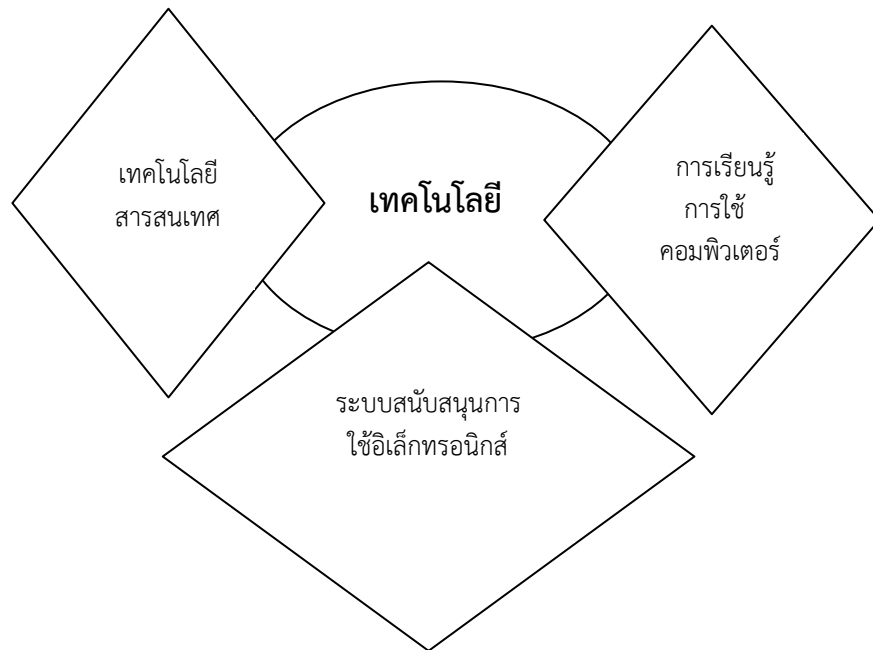 เทคโนโลยี
สารสนเทศ
เทคโนโลยี
การเรียนรู้
การใช้
คอมพิวเตอร์
ระบบสนับสนุนการ
ใช้อิเล็กทรอนิกส์